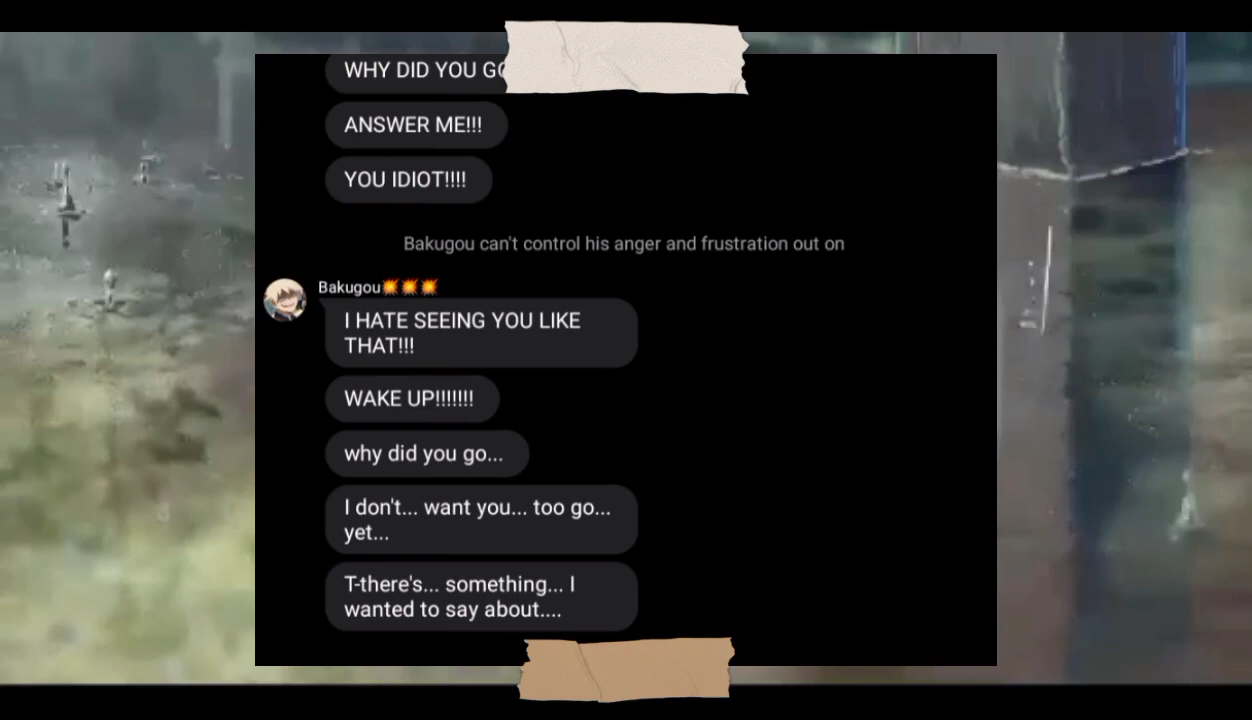 WHY DID YOU
ANSWER ME!!!
YOU IDIOT!!!!
Bakugou can't control his anger and frustration out on
Bakugou💥💥💥
I HATE SEEING YOU LIKE
THAT!!!
WAKE UP!!!!!!!
why did you go...
I don't... want you... too go...
yet...
T-there's... something... I
wanted to say about....